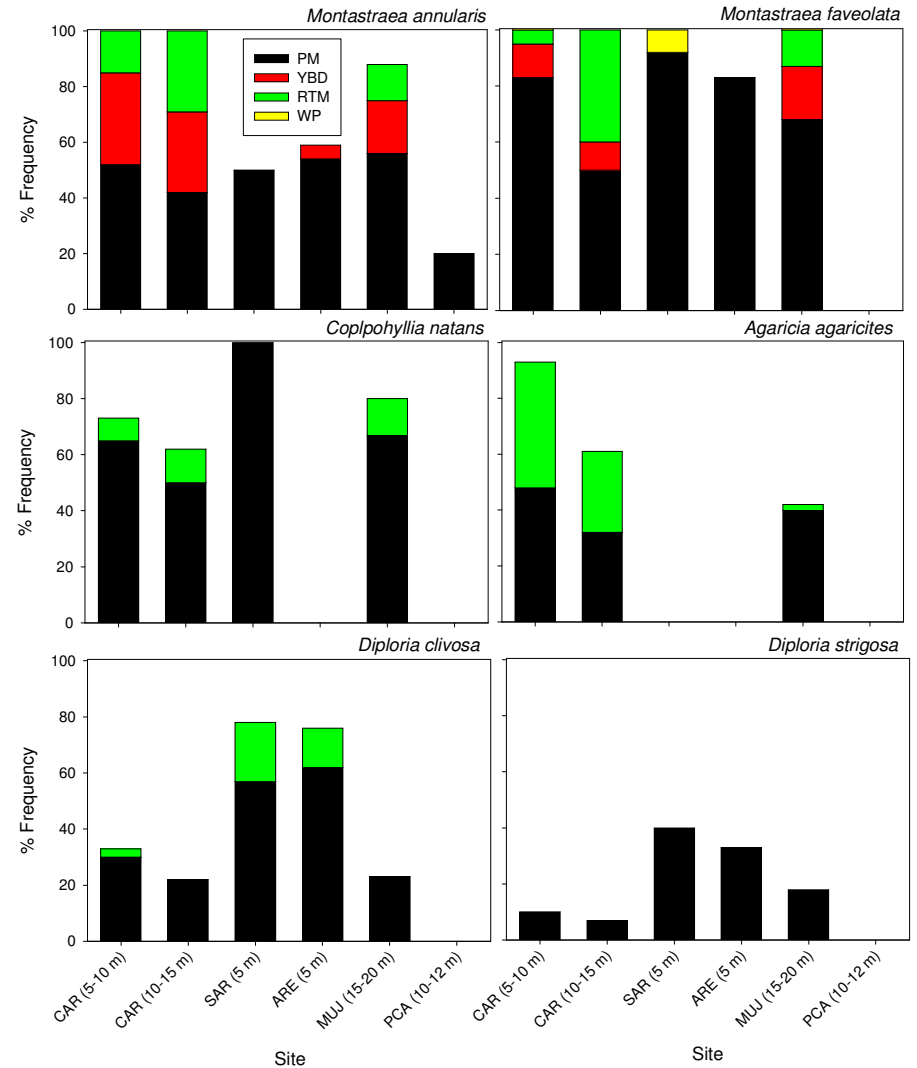 Montastraea annularis
Montastraea faveolata
100
80
60
40
20
0
% Frequency
PM
YBD
RTM
WP
Coplpohyllia natans
Agaricia agaricites
100
80
60
40
20
0
% Frequency
Diploria clivosa
Diploria strigosa
100
80
60
40
20
0
% Frequency
CAR (5-10 m)
CAR (10-15 m)
SAR (5 m)
ARE (5 m)
MUJ (15-20 m)
PCA (10-12 m)
CAR (5-10 m)
CAR (10-15 m)
SAR (5 m)
ARE (5 m)
MUJ (15-20 m)
PCA (10-12 m)
Site
Site